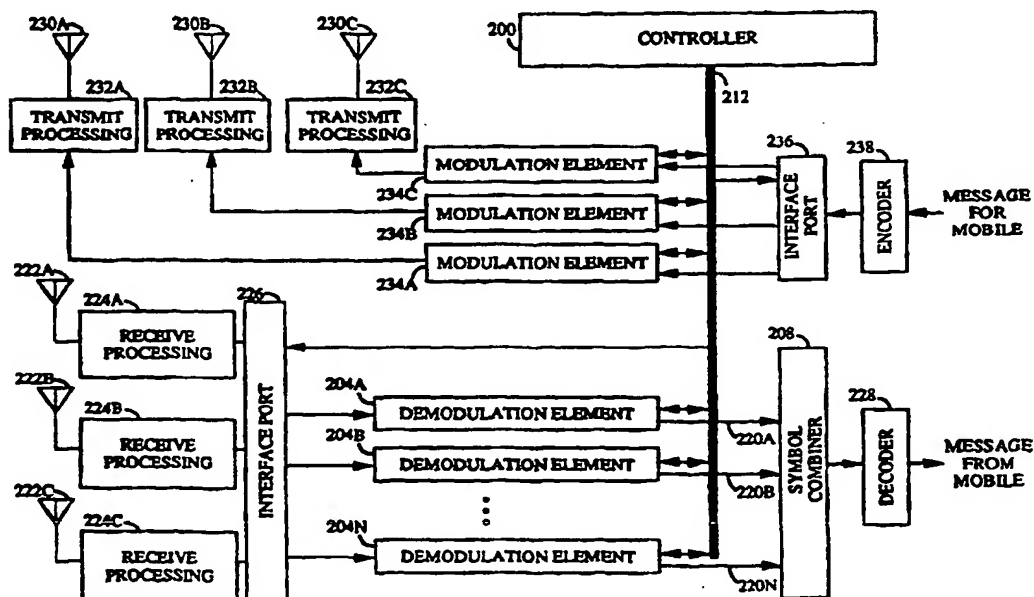 230A 230B 230C 200 CONTROLLER
212
232A 232B 232C
TRANSMIT PROCESSING
TRANSMIT PROCESSING
TRANSMIT PROCESSING
236 238
MODULATION ELEMENT
234C
MODULATION ELEMENT
234B
MODULATION ELEMENT
234A
INTERFACE PORT
ENCODER
MESSAGE
FOR
MOBILE
222A
224A
RECEIVE
PROCESSING
226
INTERFACE PORT
222B
224B
RECEIVE
PROCESSING
222C
224C
RECEIVE
PROCESSING
204A
DEMODULATION ELEMENT
220A
204B
DEMODULATION ELEMENT
220B
204N
DEMODULATION ELEMENT
220N
208
SYMBOL
COMBINER
228
DECODER
MESSAGE
FROM
MOBILE